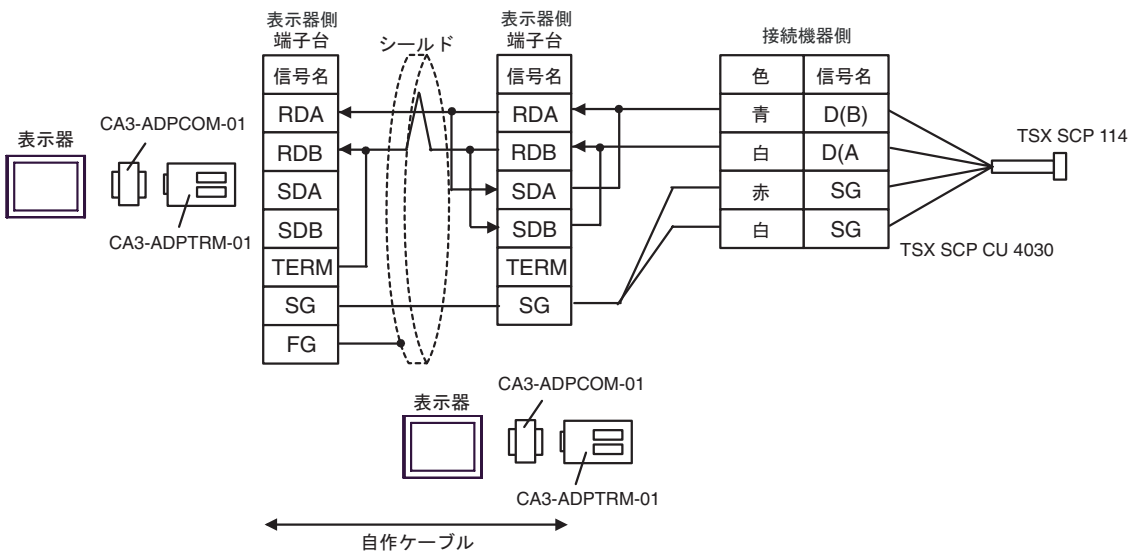 表示器側
端子台
シールド
表示器側
端子台
接続機器側
信号名
信号名
色
信号名
RDA
RDA
青
D(B)
RDB
RDB
白
D(A
SDA
SDA
赤
SG
SDB
SDB
白
SG
TERM
TERM
SG
SG
FG
表示器
CA3-ADPCOM-01
CA3-ADPTRM-01
TSX SCP 114
TSX SCP CU 4030
表示器
CA3-ADPCOM-01
CA3-ADPTRM-01
自作ケーブル